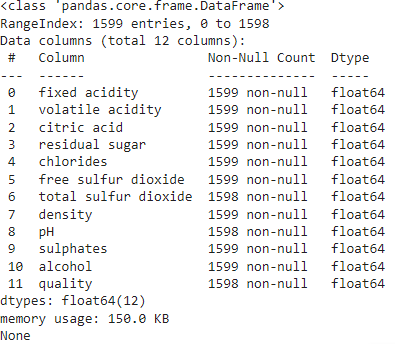 <class 'pandas.core.frame.DataFrame'>
RangeIndex: 1599 entries, 0 to 1598
Data columns (total 12 columns):
 #   Column                Non-Null Count  Dtype
---  ------                --------------  -----
 0   fixed acidity         1599 non-null   float64
 1   volatile acidity      1599 non-null   float64
 2   citric acid           1599 non-null   float64
 3   residual sugar        1599 non-null   float64
 4   chlorides             1599 non-null   float64
 5   free sulfur dioxide   1599 non-null   float64
 6   total sulfur dioxide  1598 non-null   float64
 7   density               1599 non-null   float64
 8   pH                    1598 non-null   float64
 9   sulphates             1599 non-null   float64
 10  alcohol               1599 non-null   float64
 11  quality               1598 non-null   float64
dtypes: float64(12)
memory usage: 150.0 KB
None